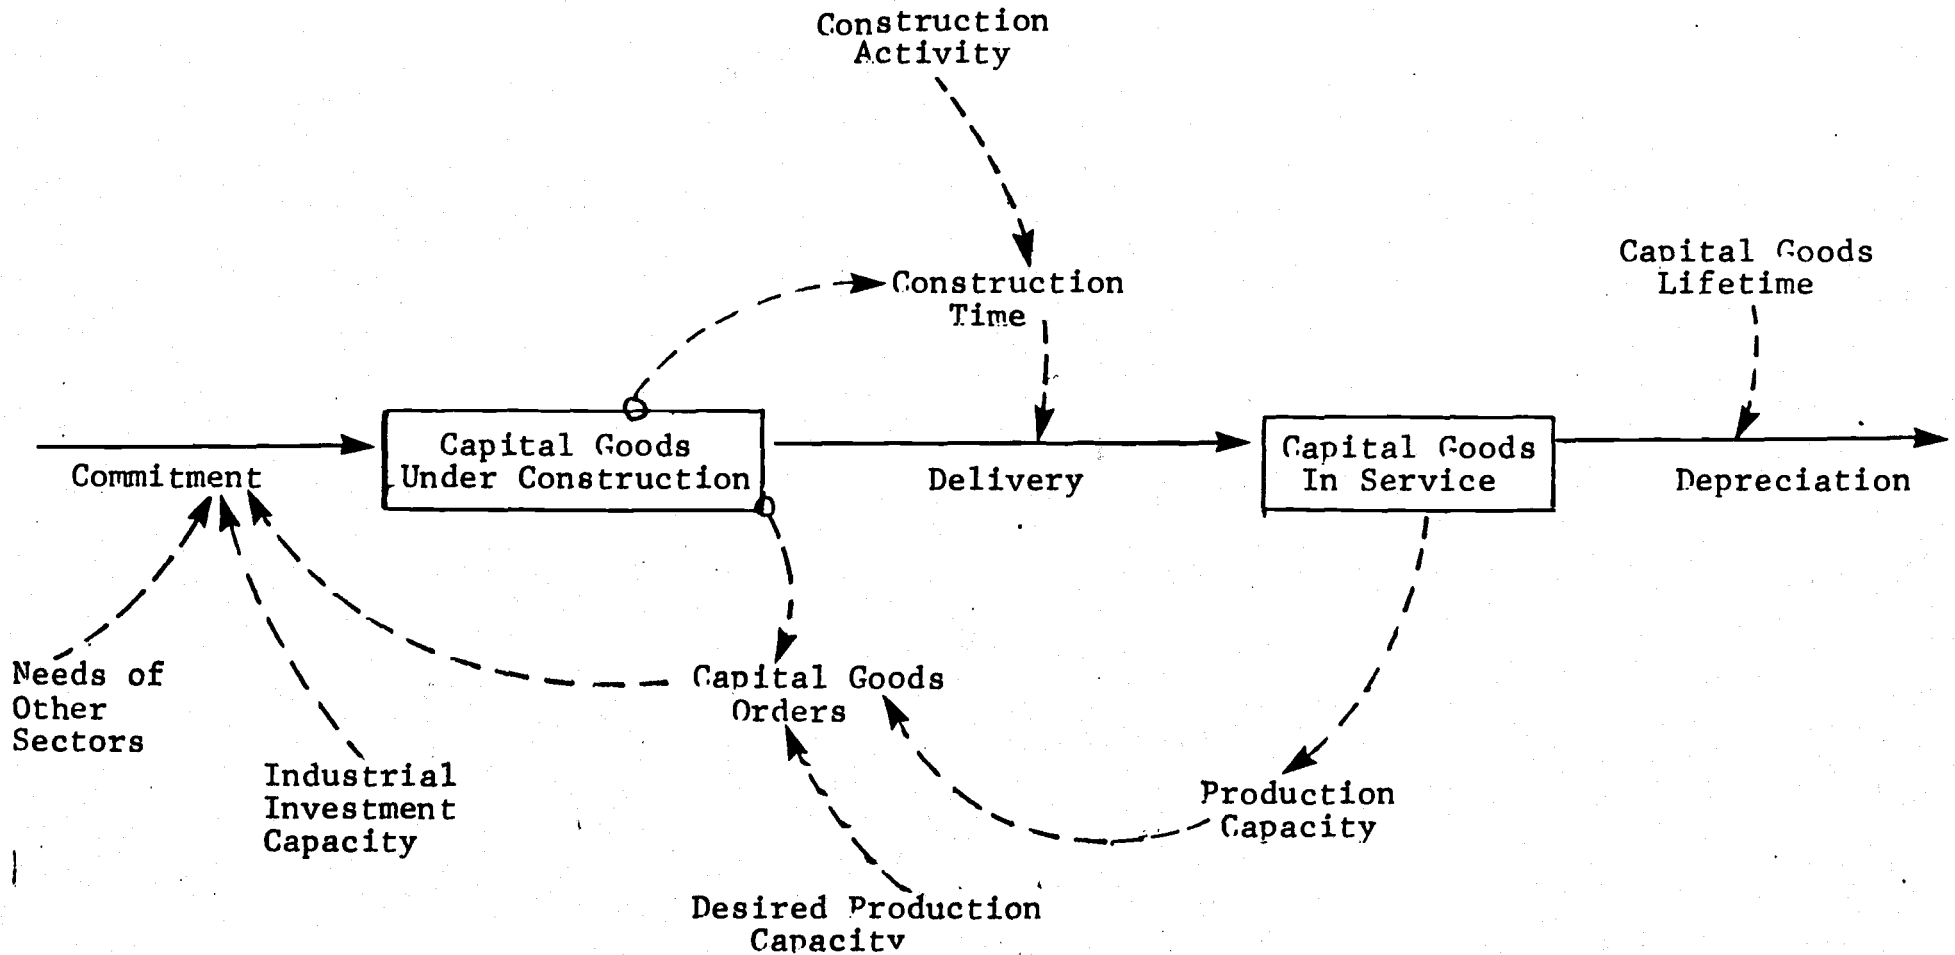 Construction
Activity
Capital Goods
Lifetime
Construction
Time
Capital Goods
Under Construction
Capital Goods
In Service
Commitment
Delivery
Depreciation
Needs of
Other
Sectors
Capital Goods
Orders
Industrial
Investment
Capacity
Production
Capacity
Desired Production
Capacity